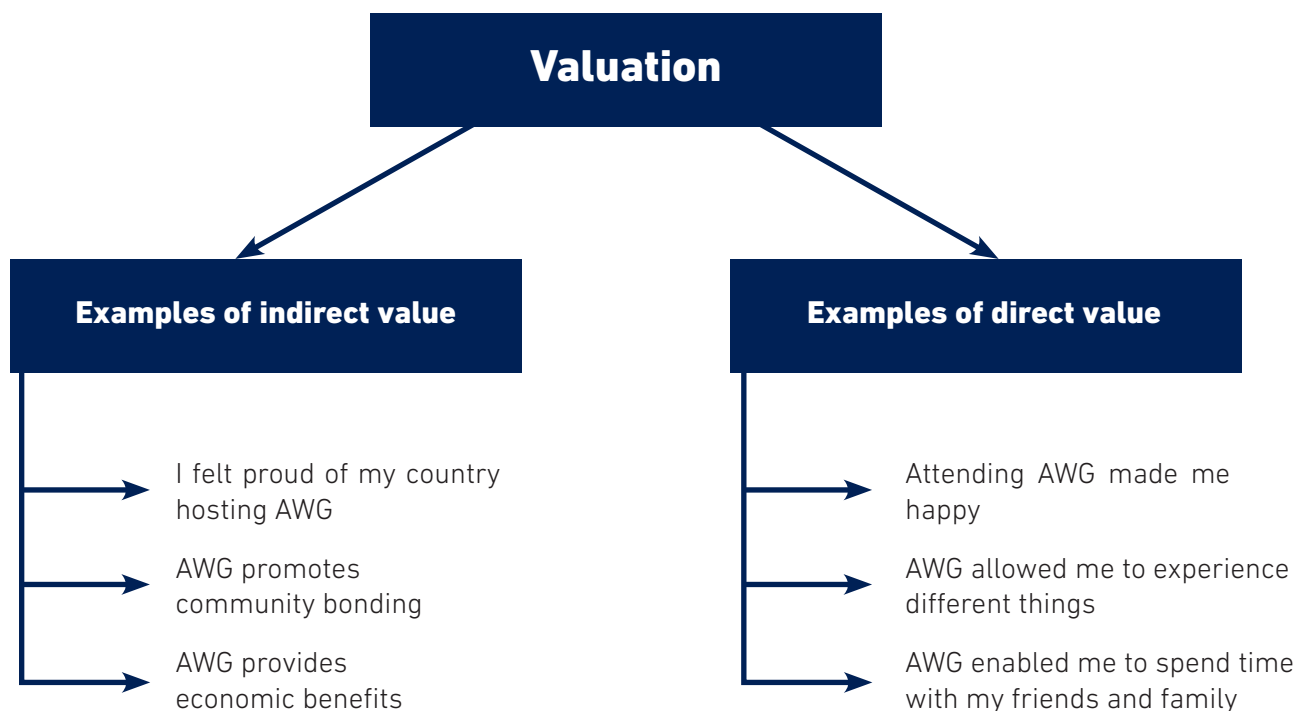 Valuation
Examples of indirect value
I felt proud of my country
hosting AWG
AWG promotes
community bonding
AWG provides
economic benefits
Examples of direct value
Attending AWG made me
happy
AWG allowed me to experience
different things
AWG enabled me to spend time
with my friends and family